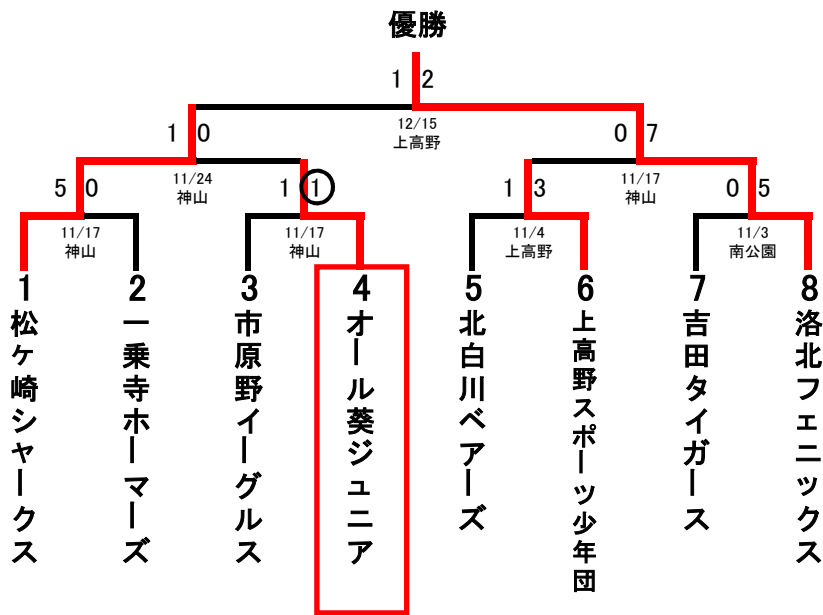 優勝
1 2
12/15
上高野
1 0
0 7
11/24
神山
11/17
神山
5 0
1 1
1 3
0 5
11/17
神山
11/17
神山
11/4
上高野
11/3
南公園
1 松ヶ崎シャークス
2 一乗寺ホーマーズ
3 市原野イーグルス
4 オール葵ジュニア
5 北白川ベアーズ
6 上高野スポーツ少年団
7 吉田タイガース
8 洛北フェニックス